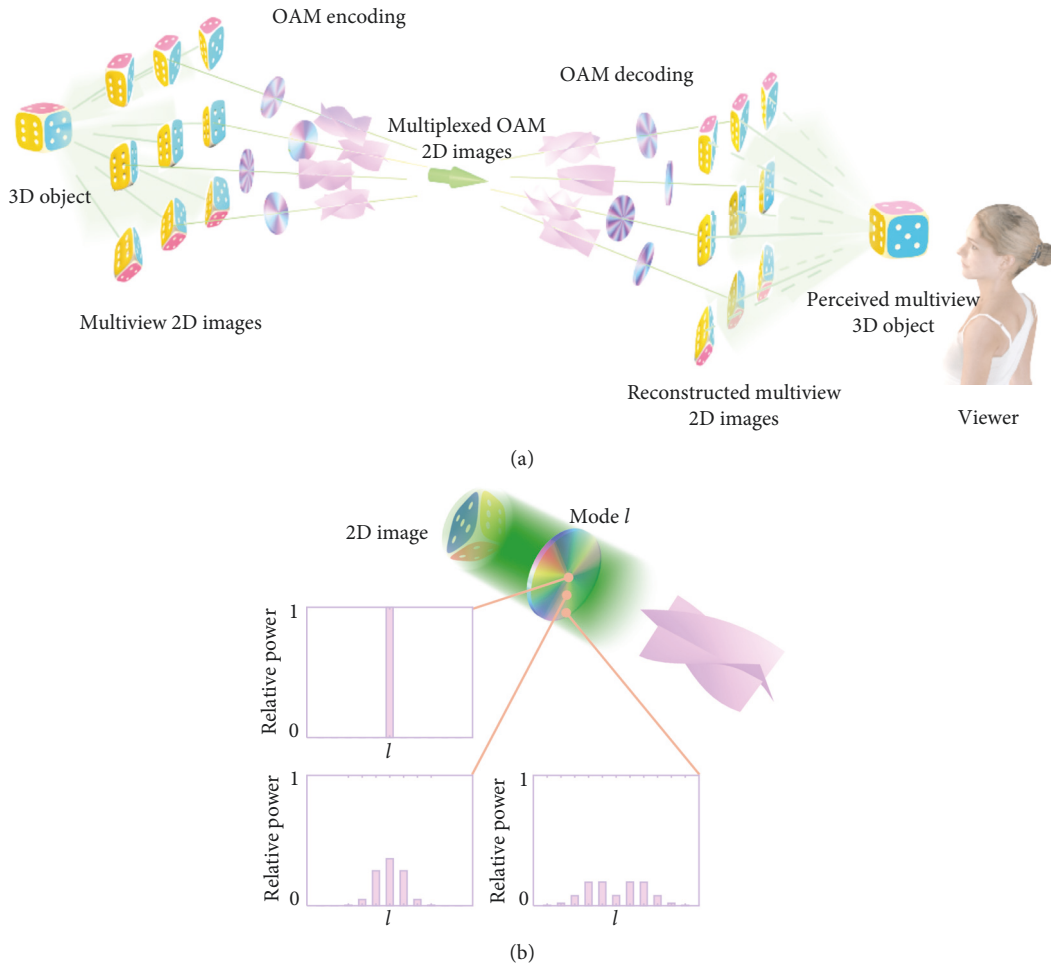 OAM encoding
OAM decoding
Multiplexed OAM
2D images
3D object
Multiview 2D images
Perceived multiview
3D object
Reconstructed multiview
2D images
Viewer
(a)
2D image
Mode l
1
Relative power
0
l
1
Relative power
0
l
1
Relative power
0
l
(b)